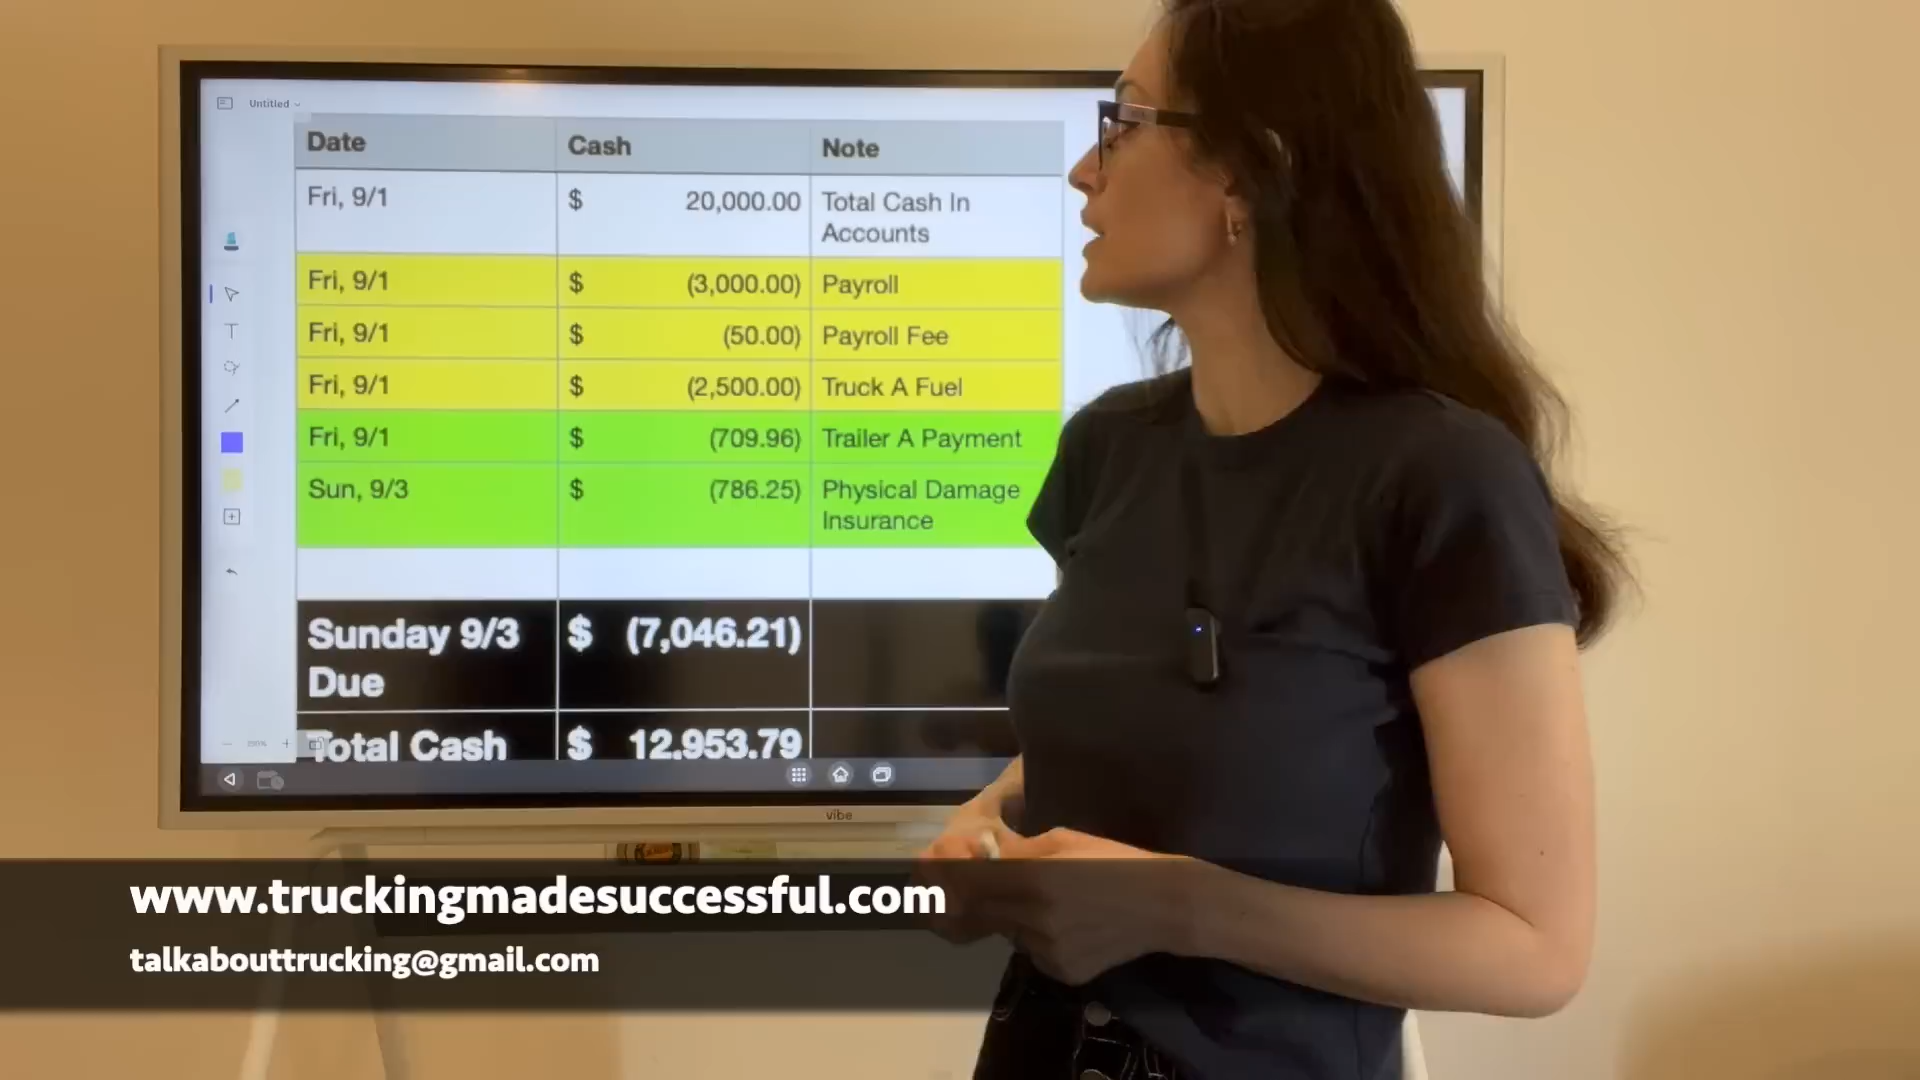 Untitled
Date Cash Note
Fri, 9/1 $ 20,000.00 Total Cash In
Accounts
Fri, 9/1 $ (3,000.00) Payroll
Fri, 9/1 $ (50.00) Payroll Fee
Fri, 9/1 $ (2,500.00) Truck A Fuel
Fri, 9/1 $ (709.96) Trailer A Payment
Sun, 9/3 $ (786.25) Physical Damage
Insurance
Sunday 9/3 $ (7,046.21)
Due
Total Cash $ 12,953.79
vibe
www.truckingmadesuccessful.com
talkabouttrucking@gmail.com